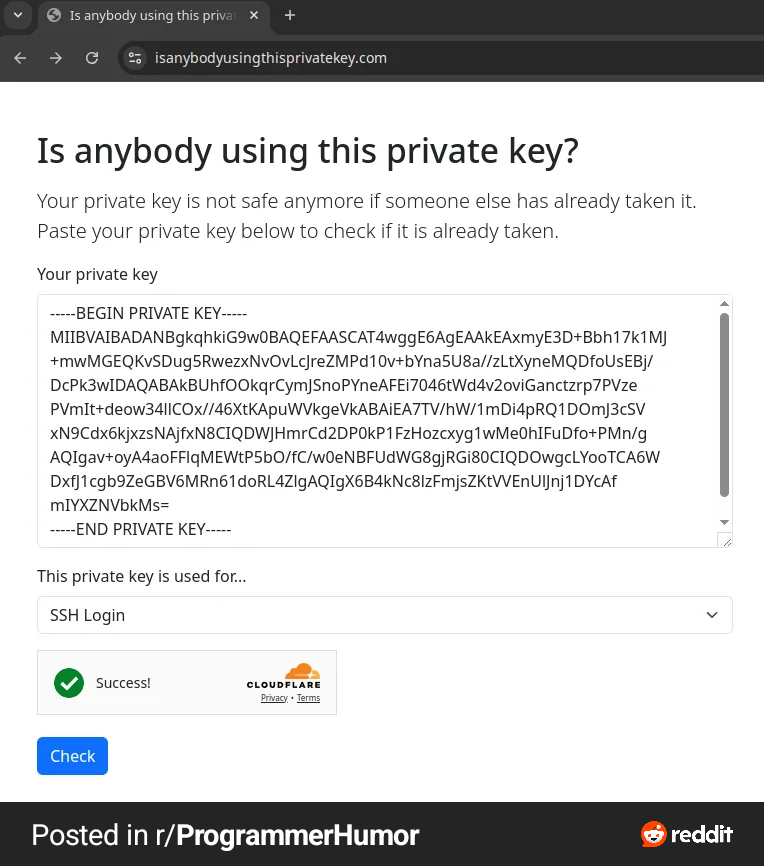 Is anybody using this priva
isanybodyusingthisprivatekey.com
Is anybody using this private key?
Your private key is not safe anymore if someone else has already taken it.
Paste your private key below to check if it is already taken.
Your private key
-----BEGIN PRIVATE KEY-----
MIIBVAIBADANBgkqhkiG9w0BAQEFAASCAT4wggE6AgEAAkEAxmyE3D+Bbh17k1MJ
+mwMGEQKvSDug5RwezxNvOvLcJreZMPd10v+bYna5U8a//zLtXyneMQDfoUsEBj/
DcPk3wIDAQABAkBUhfOOkqrCymJSnoPYneAFEi7046tWd4v2oviGanctzrp7PVze
PVmIt+deow34llCOx//46XtKApuWVkgeVkABAiEA7TV/hW/1mDi4pRQ1DOmJ3cSV
xN9Cdx6kjxzsNAjfxN8CIQDWJHmrCd2DP0kP1FzHozcxyg1wMe0hIFuDfo+PMn/g
AQIgav+oyA4aoFFlqMEWtP5bO/fC/w0eNBFUdWG8gjRGi80CIQDOwgcLYooTCA6W
DxfJ1cgb9ZeGBV6MRn61doRL4ZlgAQIgX6B4kNc8lzFmjsZKtVVEnUlJnj1DYcAf
mIYXZNVbkMs=
-----END PRIVATE KEY-----
This private key is used for...
SSH Login
Success!
CLOUDFLARE
Privacy • Terms
Check
Posted in r/ProgrammerHumor
reddit